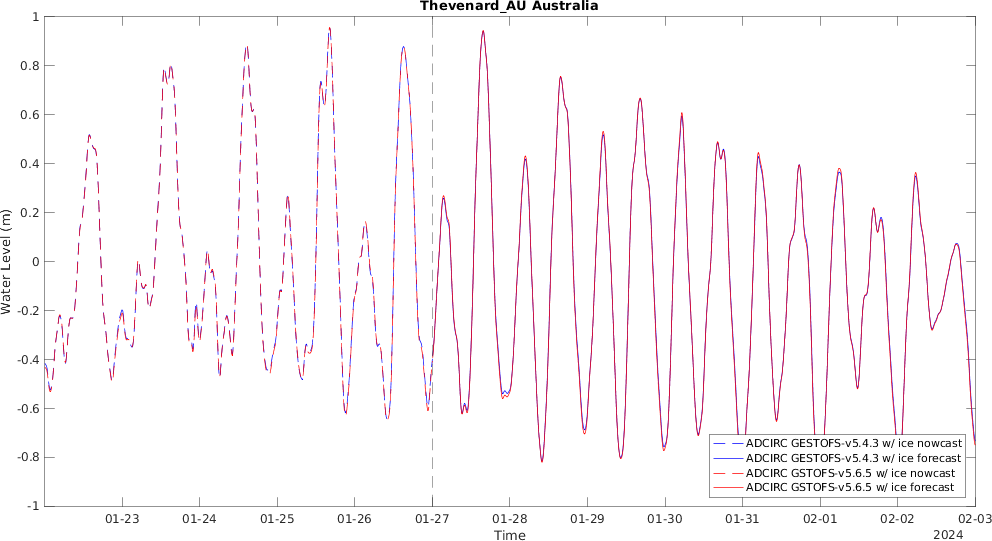 Thevenard_AU Australia
1
0.8
0.6
0.4
0.2
0
-0.2
-0.4
-0.6
-0.8
-1
Water Level (m)
ADCIRC GESTOFS-v5.4.3 w/ ice nowcast
ADCIRC GESTOFS-v5.4.3 w/ ice forecast
ADCIRC GSTOFS-v5.6.5 w/ ice nowcast
ADCIRC GSTOFS-v5.6.5 w/ ice forecast
01-23 01-24 01-25 01-26 01-27 01-28 01-29 01-30 01-31 02-01 02-02 02-03
Time
2024